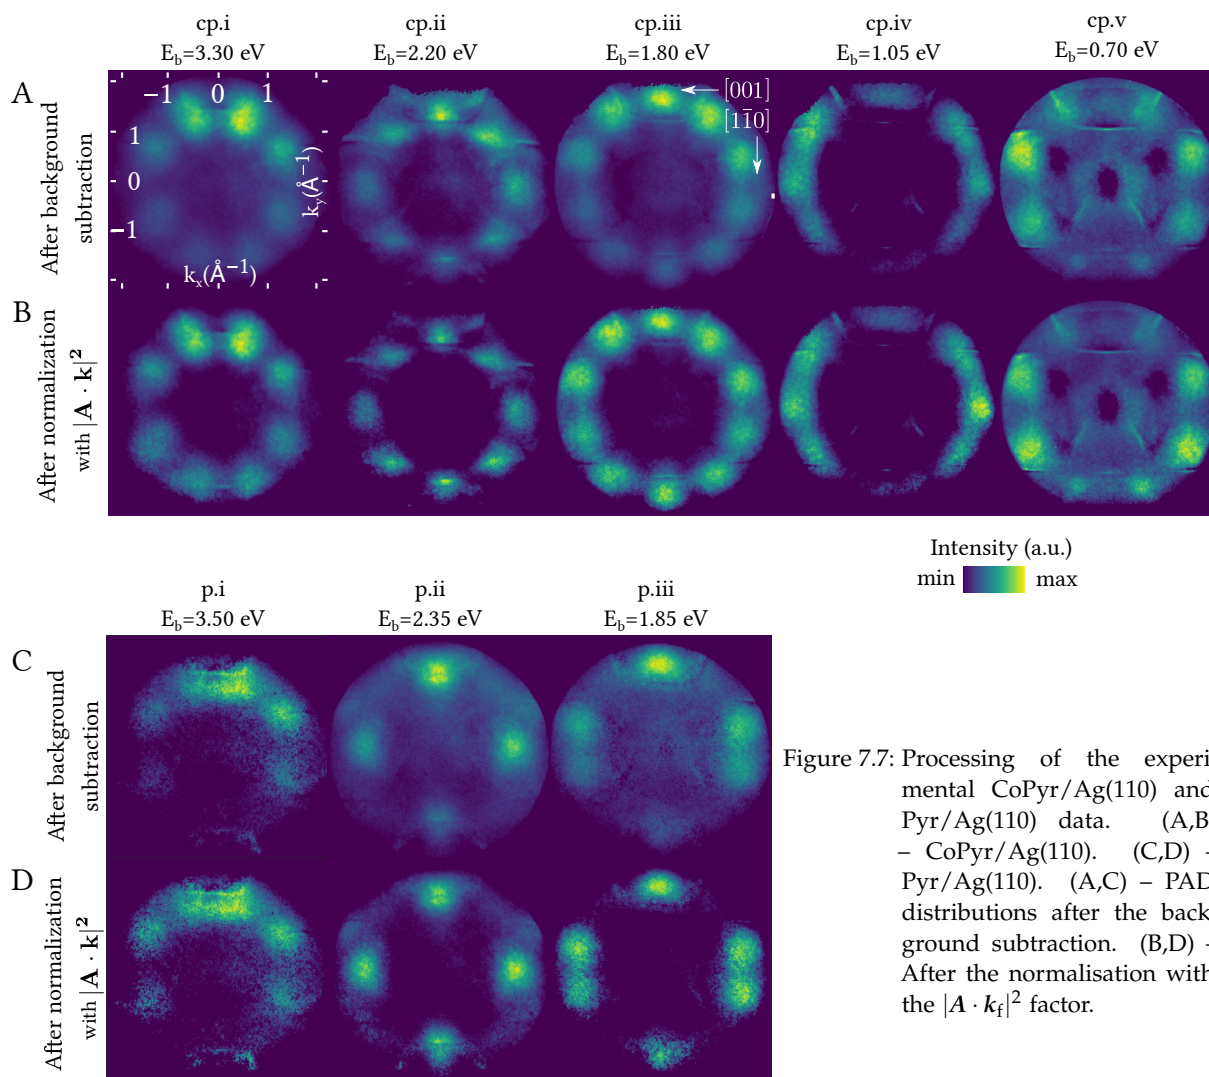 cp.i cp.ii cp.iii cp.iv cp.v
E_b=3.30 eV E_b=2.20 eV E_b=1.80 eV E_b=1.05 eV E_b=0.70 eV
A
After background
subtraction
−1 0 1
1
0
−1
k_y(Å⁻¹)
k_x(Å⁻¹)
[001]
[11̄0]
B
After normalization
with |A · k|²
Intensity (a.u.)
min max
p.i p.ii p.iii
E_b=3.50 eV E_b=2.35 eV E_b=1.85 eV
C
After background
subtraction
D
After normalization
with |A · k|²
Figure 7.7: Processing of the experi
mental CoPyr/Ag(110) and
Pyr/Ag(110) data. (A,B
– CoPyr/Ag(110). (C,D) –
Pyr/Ag(110). (A,C) – PAD
distributions after the back
ground subtraction. (B,D) –
After the normalisation with
the |A · k_f|² factor.